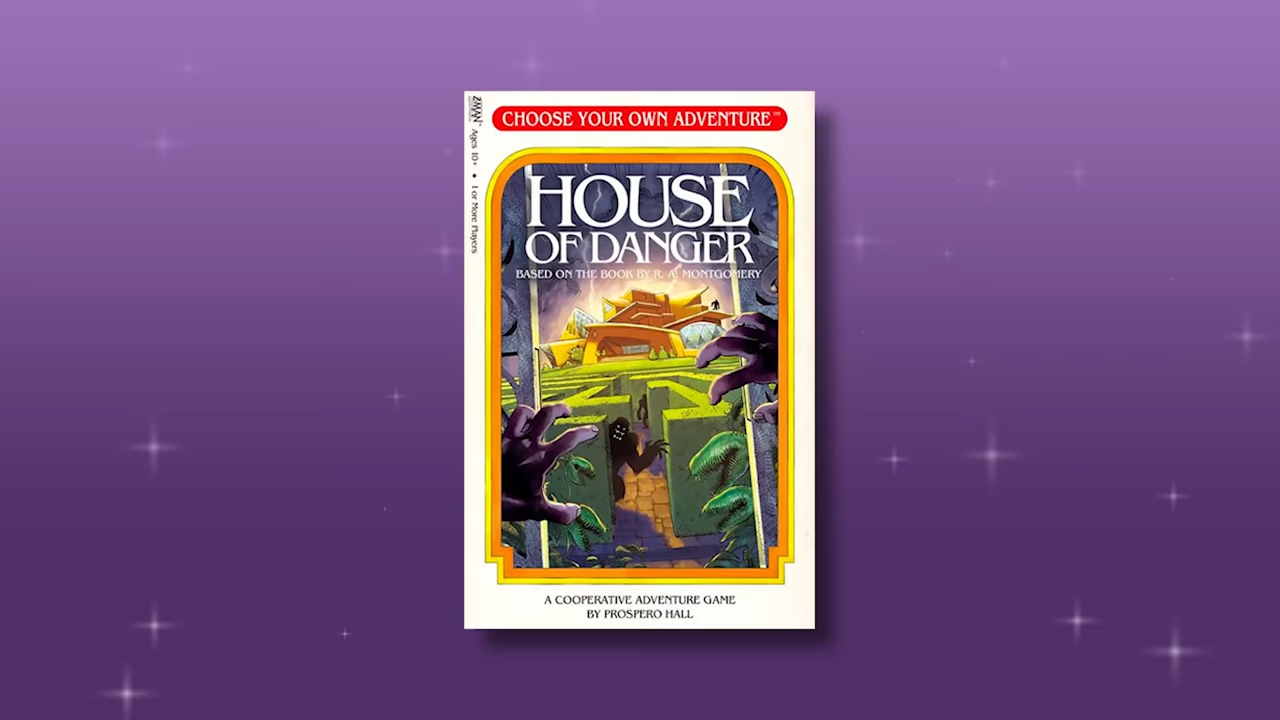 CHOOSE YOUR OWN ADVENTURE™
Ages 10+ • 1 or More Players
HOUSE
OF DANGER
BASED ON THE BOOK BY R. A. MONTGOMERY
A COOPERATIVE ADVENTURE GAME
BY PROSPERO HALL